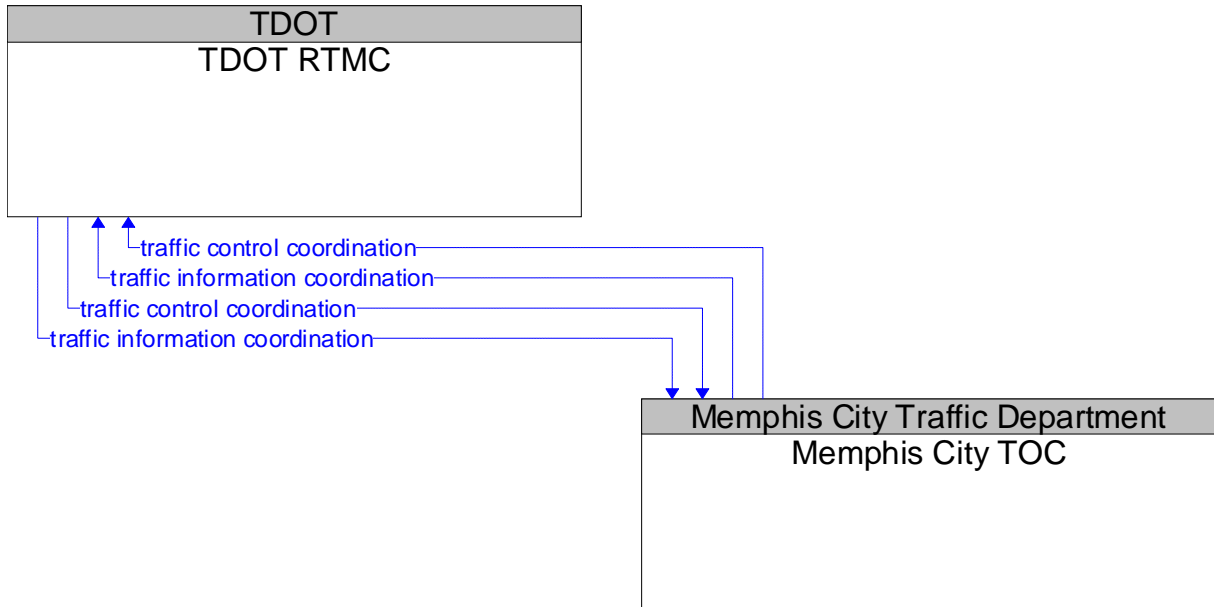 TDOT
TDOT RTMC
traffic control coordination
traffic information coordination
traffic control coordination
traffic information coordination
Memphis City Traffic Department
Memphis City TOC